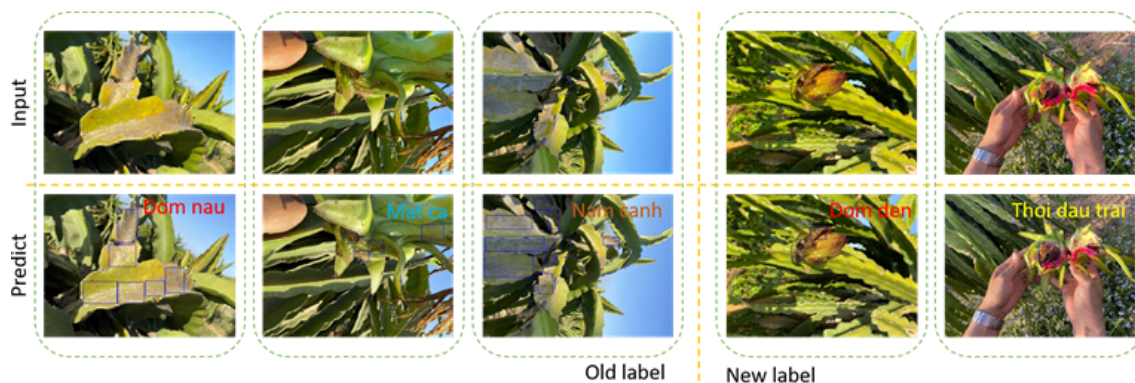 Input
Predict
Dom nau
Mat ca
Nam canh
Dom den
Thoi dau trai
Old label
New label